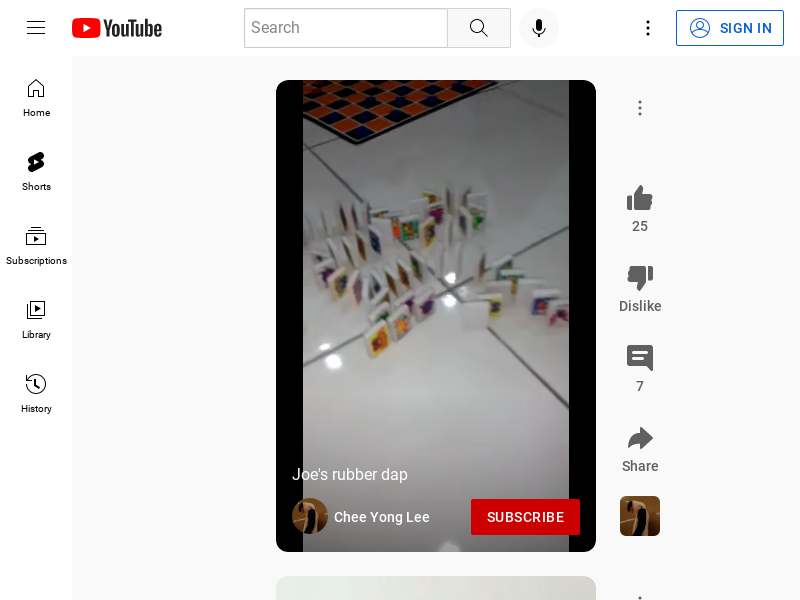 YouTube
Search
SIGN IN
Home
Shorts
Subscriptions
Library
History
25
Dislike
7
Share
Joe's rubber dap
Chee Yong Lee
SUBSCRIBE